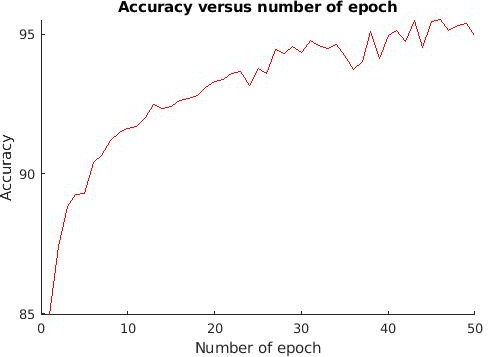 Accuracy versus number of epoch
95
90
85
Accuracy
0 10 20 30 40 50
Number of epoch